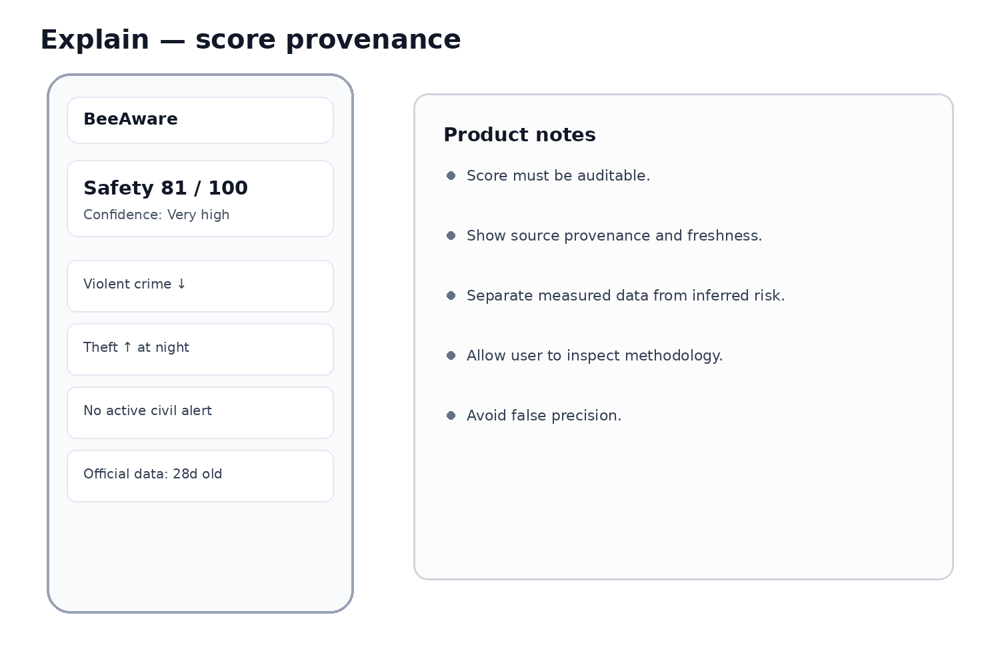 Explain — score provenance
BeeAware
Safety 81 / 100
Confidence: Very high
Violent crime ↓
Theft ↑ at night
No active civil alert
Official data: 28d old
Product notes
Score must be auditable.
Show source provenance and freshness.
Separate measured data from inferred risk.
Allow user to inspect methodology.
Avoid false precision.